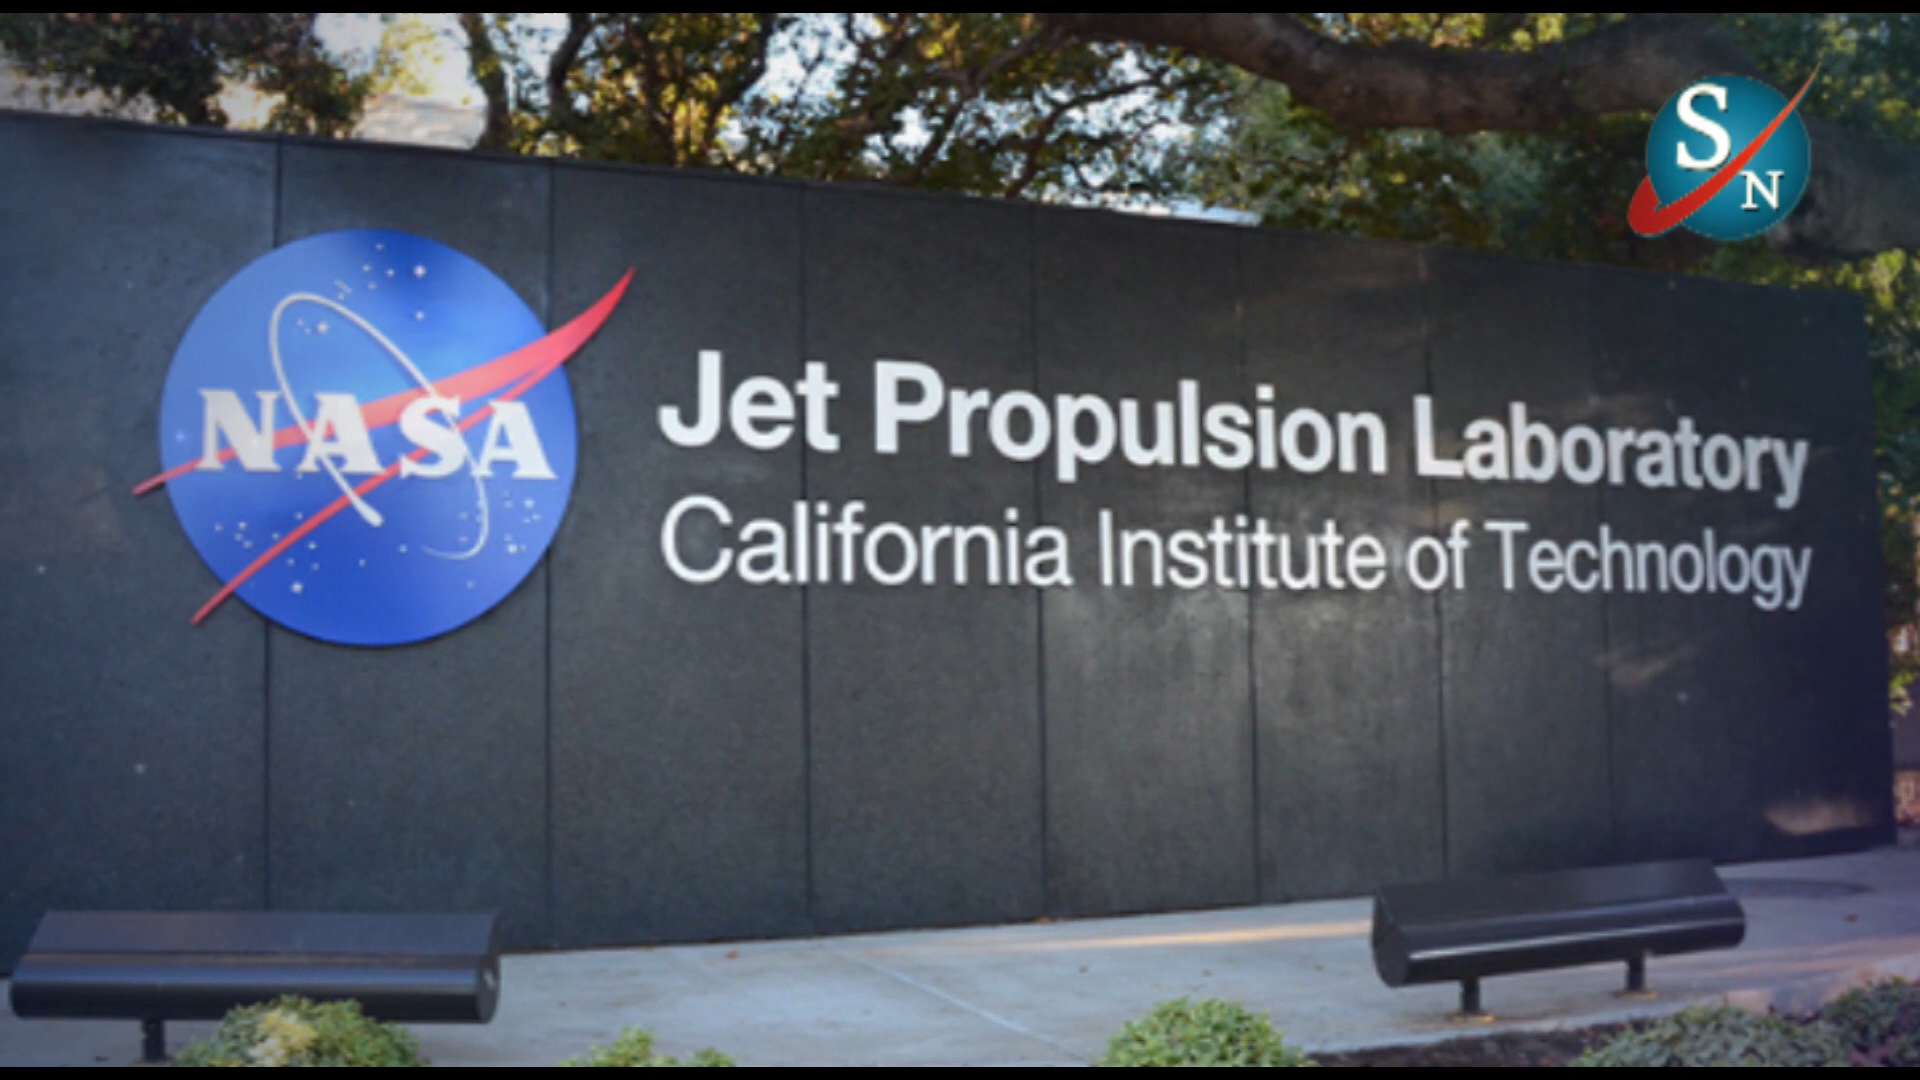 S
N
NASA
Jet Propulsion Laboratory
California Institute of Technology